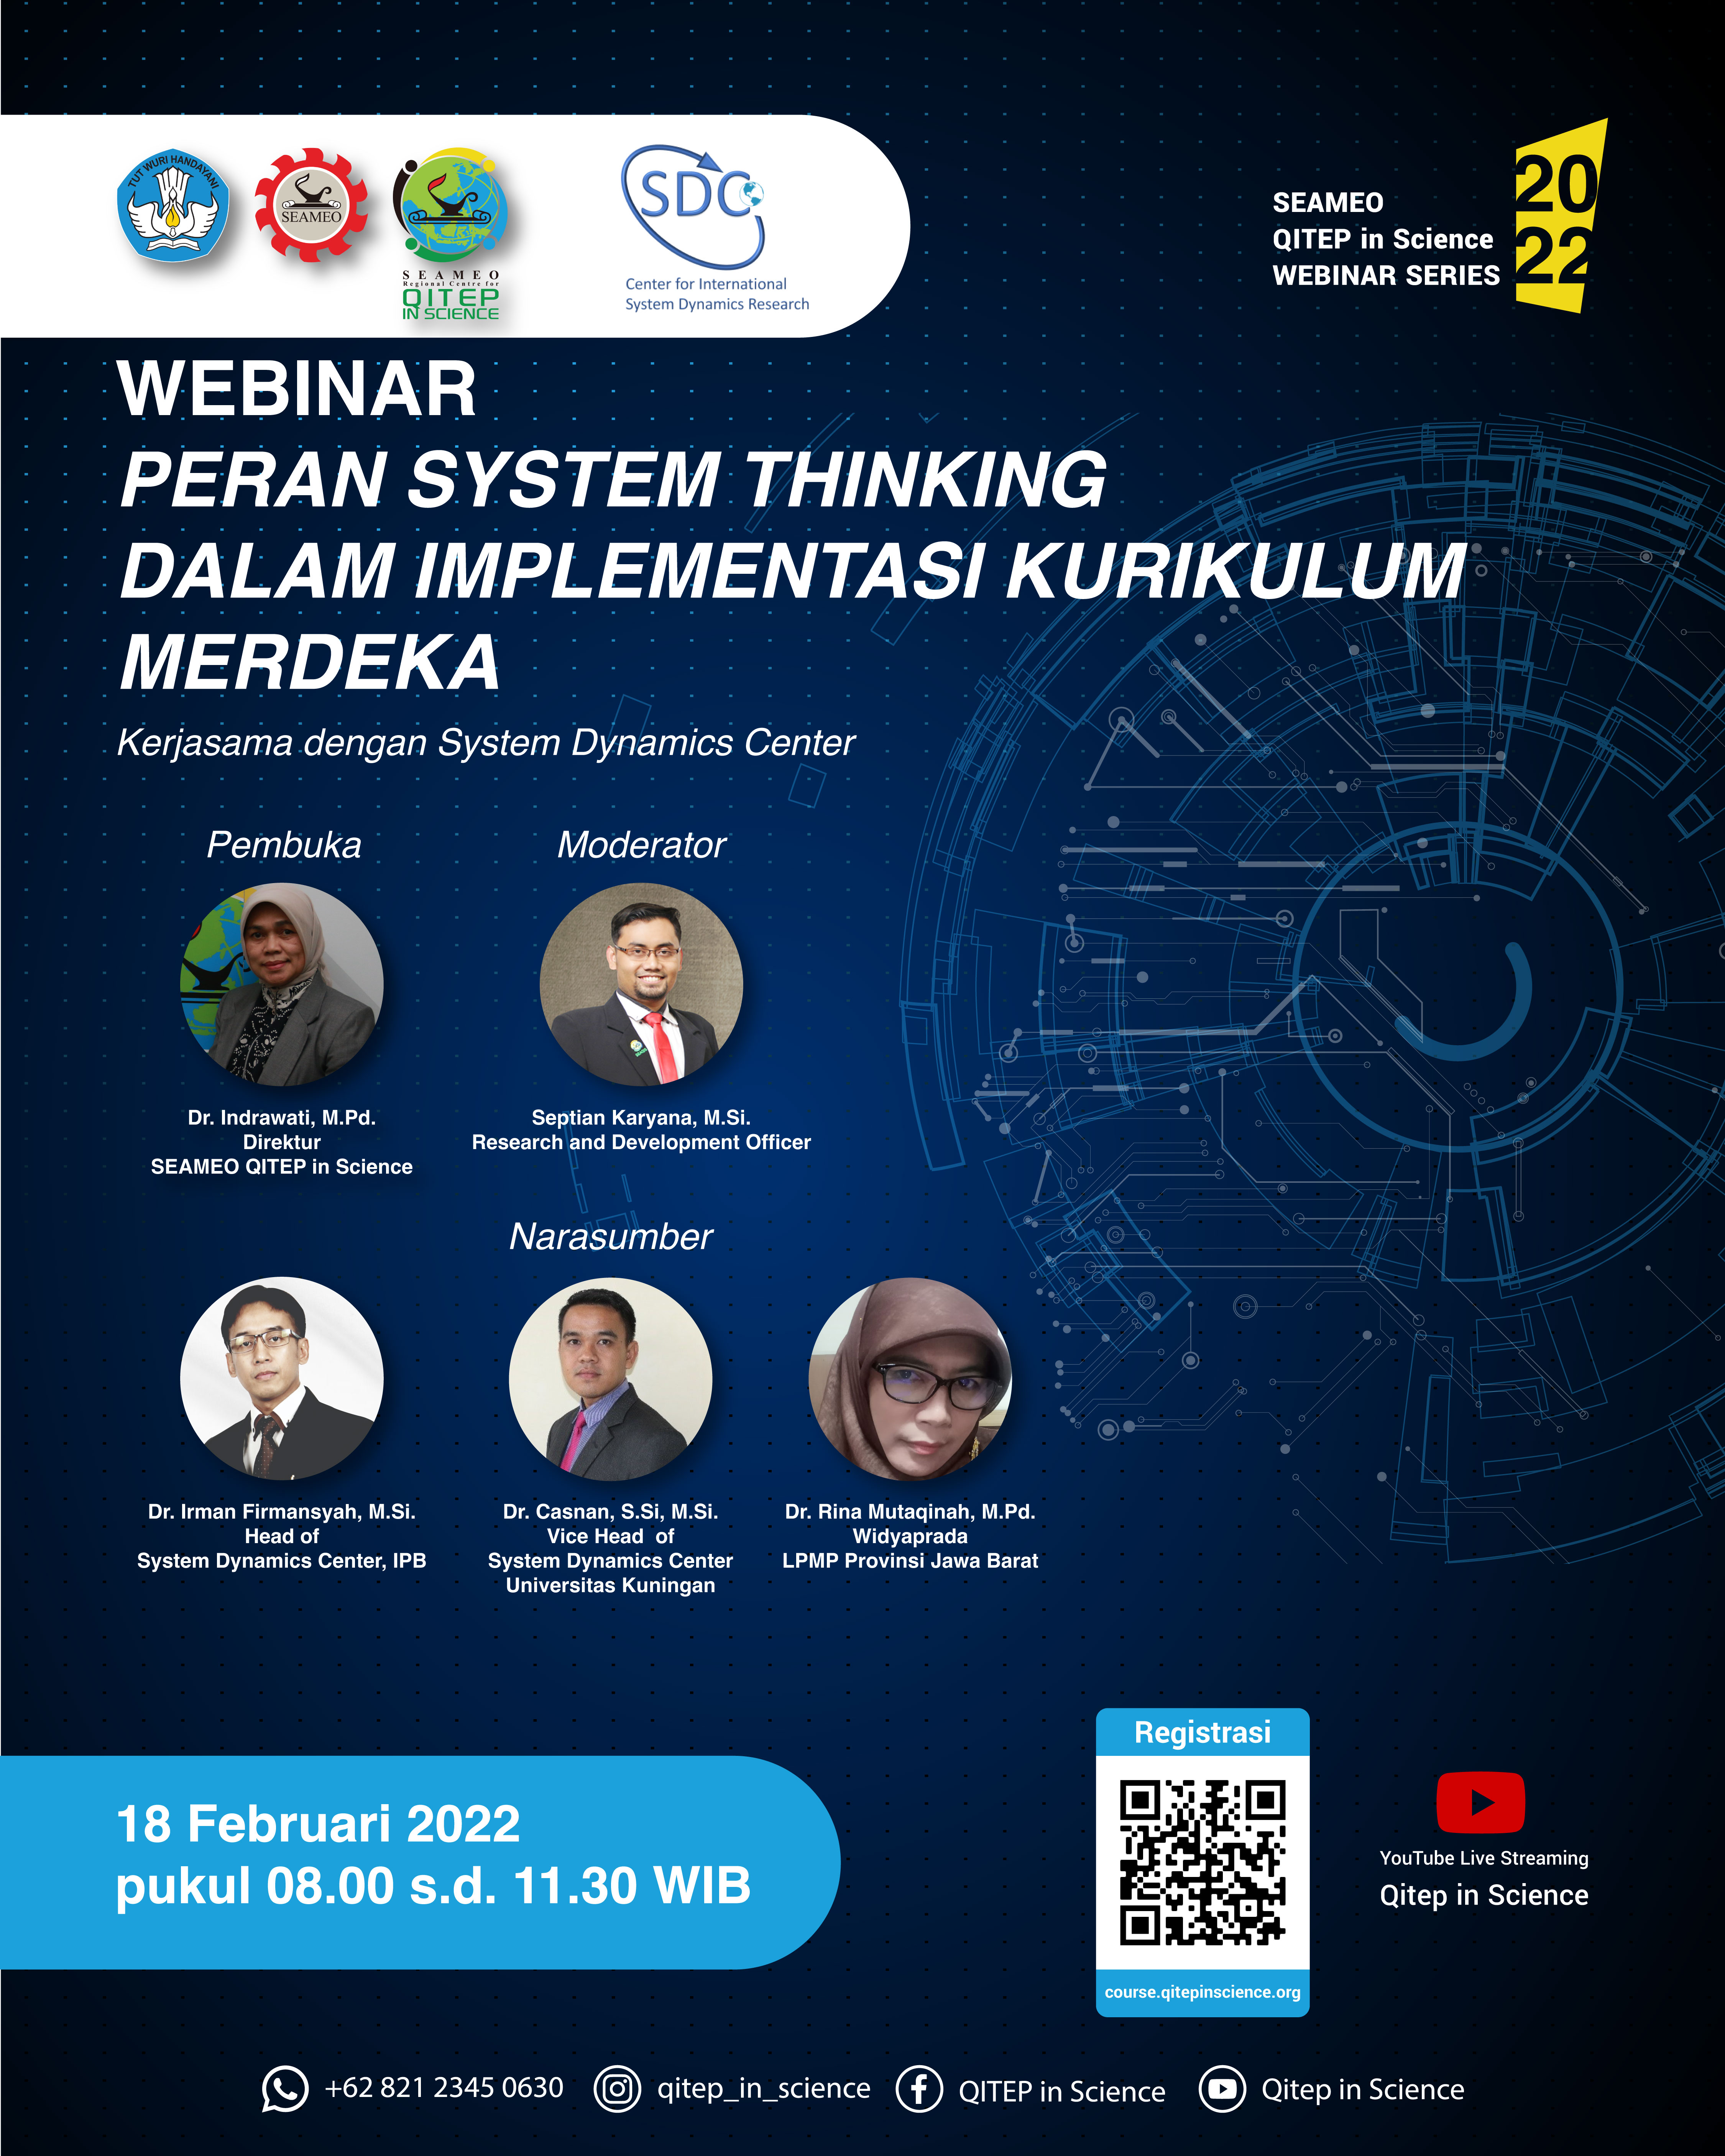 TUT WURI HANDAYANI
SEAMEO
SEAMEO
Regional Centre for
QITEP
IN SCIENCE
SDC
Center for International
System Dynamics Research
SEAMEO
QITEP in Science
WEBINAR SERIES
20
22
WEBINAR
PERAN SYSTEM THINKING
DALAM IMPLEMENTASI KURIKULUM
MERDEKA
Kerjasama dengan System Dynamics Center
Pembuka
Dr. Indrawati, M.Pd.
Direktur
SEAMEO QITEP in Science
Moderator
Septian Karyana, M.Si.
Research and Development Officer
Narasumber
Dr. Irman Firmansyah, M.Si.
Head of
System Dynamics Center, IPB
Dr. Casnan, S.Si, M.Si.
Vice Head of
System Dynamics Center
Universitas Kuningan
Dr. Rina Mutaqinah, M.Pd.
Widyaprada
LPMP Provinsi Jawa Barat
18 Februari 2022
pukul 08.00 s.d. 11.30 WIB
Registrasi
course.qitepinscience.org
YouTube Live Streaming
Qitep in Science
+62 821 2345 0630
qitep_in_science
QITEP in Science
Qitep in Science